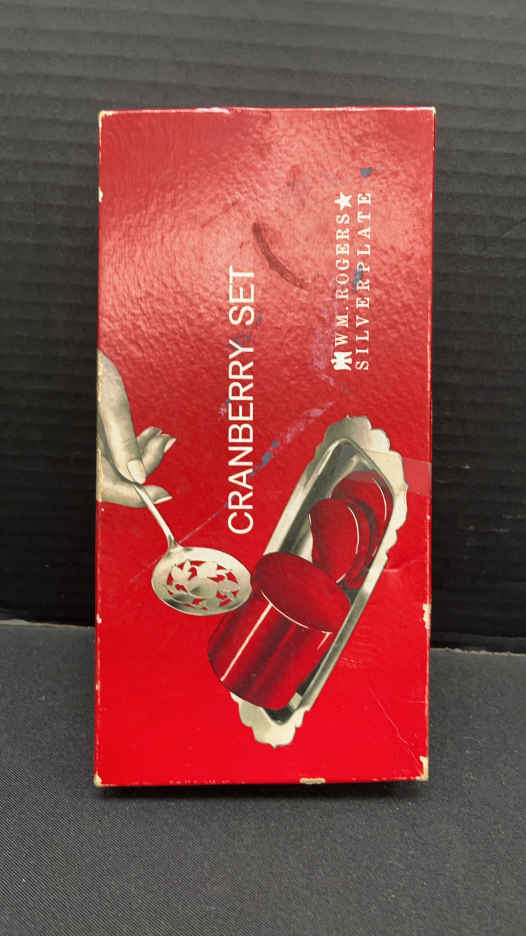 CRANBERRY SET
WM. ROGERS★
SILVERPLATE